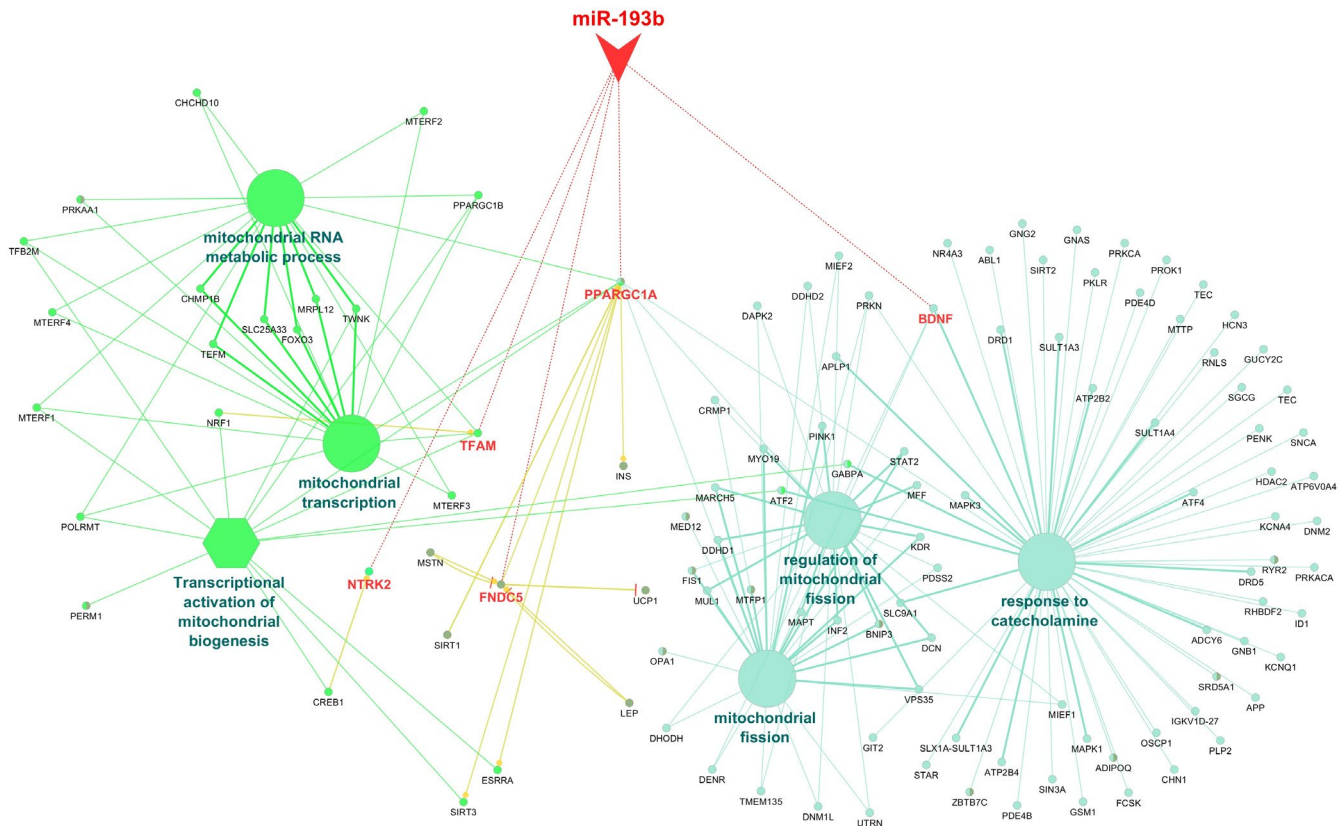 miR-193b
CHCHD10
MTERF2
PRKAA1
PPARGC1B
mitochondrial RNA
metabolic process
TFB2M
CHMP1B
MRPL12
SLC25A33
TWNK
FOXO3
MTERF4
TEFM
MTERF1
NRF1
TFAM
mitochondrial
transcription
MTERF3
POLRMT
Transcriptional
activation of
mitochondrial
biogenesis
PERM1
NTRK2
MSTN
FNDC5
UCP1
SIRT1
CREB1
LEP
ESRRA
SIRT3
PPARGC1A
INS
MIEF2
DDHD2
DAPK2
PRKN
BDNF
APLP1
CRMP1
PINK1
MYO19
STAT2
GABPA
MARCH5
ATF2
MFF
MAPK3
MED12
DDHD1
KDR
regulation of
mitochondrial
fission
FIS1
PDSS2
MUL1
MTFP1
SLC9A1
MAPT
INF2
BNIP3
DCN
OPA1
mitochondrial
fission
VPS35
MIEF1
DHODH
GIT2
DENR
TMEM135
DNM1L
UTRN
NR4A3
GNG2
ABL1
GNAS
SIRT2
PRKCA
PKLR
PROK1
PDE4D
TEC
MTTP
HCN3
DRD1
SULT1A3
RNLS
GUCY2C
ATP2B2
SGCG
TEC
SULT1A4
PENK
SNCA
HDAC2
ATP6V0A4
ATF4
KCNA4
DNM2
RYR2
DRD5
PRKACA
response to
catecholamine
RHBDF2
ID1
ADCY6
GNB1
KCNQ1
SRD5A1
APP
IGKV1D-27
PLP2
OSCP1
CHN1
MAPK1
ADIPOQ
FCSK
SLX1A-SULT1A3
STAR
ATP2B4
SIN3A
GSM1
ZBTB7C
PDE4B